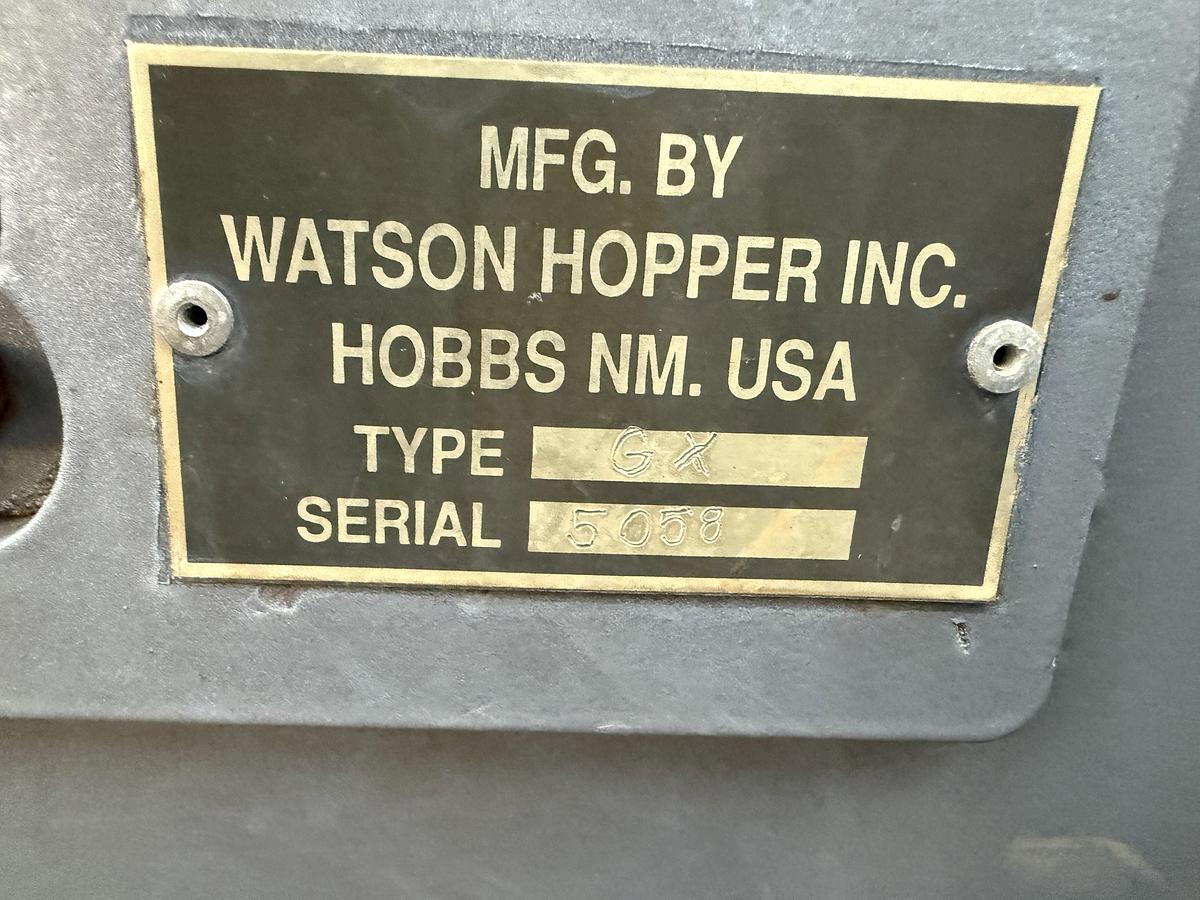 MFG. BY
WATSON HOPPER INC.
HOBBS NM. USA
TYPE GX
SERIAL 5058